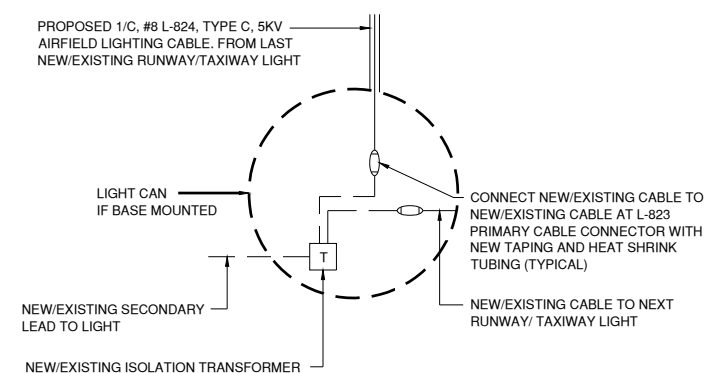 PROPOSED 1/C, #8 L-824, TYPE C, 5KV
AIRFIELD LIGHTING CABLE. FROM LAST
NEW/EXISTING RUNWAY/TAXIWAY LIGHT
LIGHT CAN
IF BASE MOUNTED
CONNECT NEW/EXISTING CABLE TO
NEW/EXISTING CABLE AT L-823
PRIMARY CABLE CONNECTOR WITH
NEW TAPING AND HEAT SHRINK
TUBING (TYPICAL)
T
NEW/EXISTING SECONDARY
LEAD TO LIGHT
NEW/EXISTING CABLE TO NEXT
RUNWAY/ TAXIWAY LIGHT
NEW/EXISTING ISOLATION TRANSFORMER